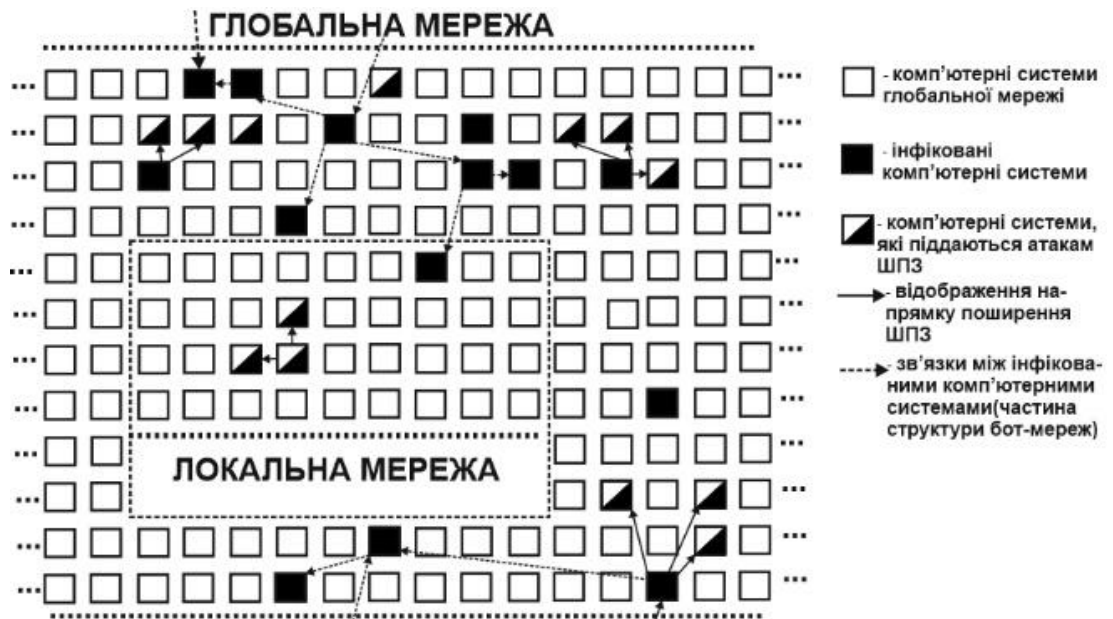 ГЛОБАЛЬНА МЕРЕЖА
- комп'ютерні системи
глобальної мережі
- інфіковані
комп'ютерні системи
- комп'ютерні системи,
які піддаються атакам
ШПЗ
- відображення на-
прямку поширення
ШПЗ
- зв'язки між інфікова-
ними комп'ютерними
системами(частина
структури бот-мереж)
ЛОКАЛЬНА МЕРЕЖА